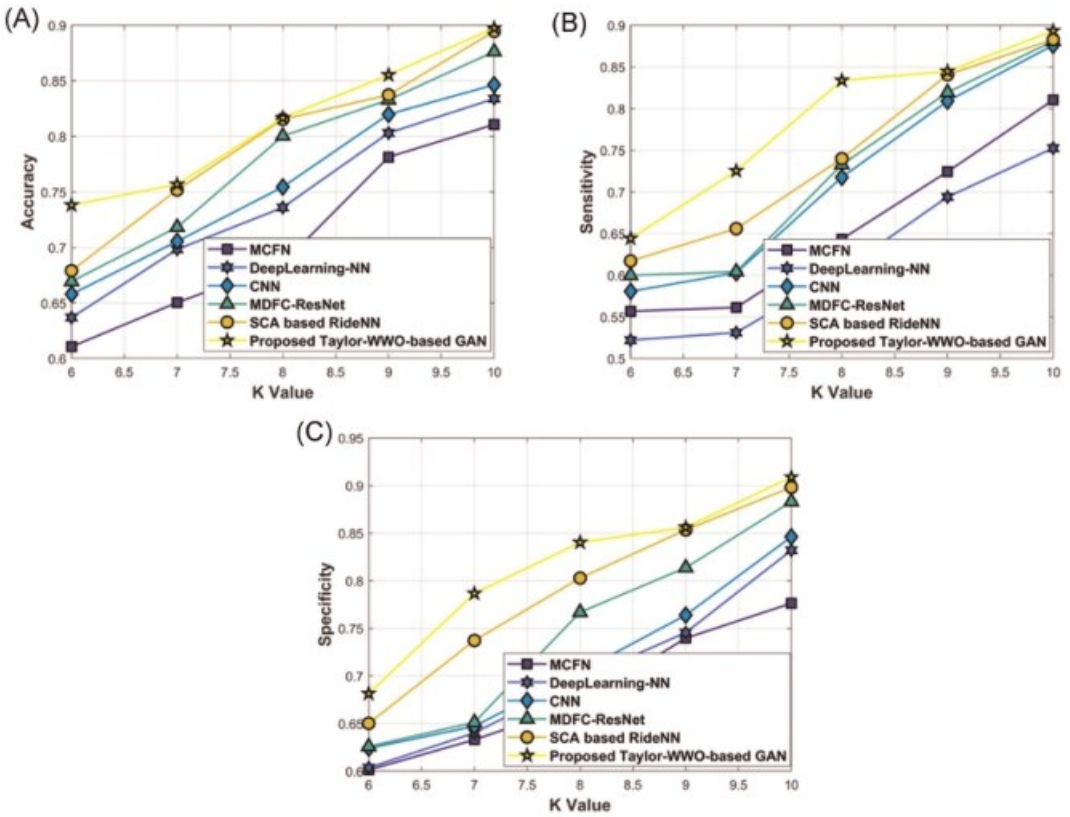 (A)
0.9
0.85
0.8
0.75
0.7
0.65
0.6
Accuracy
MCFN
DeepLearning-NN
CNN
MDFC-ResNet
SCA based RideNN
Proposed Taylor-WWO-based GAN
6 6.5 7 7.5 8 8.5 9 9.5 10
K Value
(B)
0.9
0.85
0.8
0.75
0.7
0.65
0.6
0.55
0.5
Sensitivity
MCFN
DeepLearning-NN
CNN
MDFC-ResNet
SCA based RideNN
Proposed Taylor-WWO-based GAN
6 6.5 7 7.5 8 8.5 9 9.5 10
K Value
(C)
0.95
0.9
0.85
0.8
0.75
0.7
0.65
0.6
Specificity
MCFN
DeepLearning-NN
CNN
MDFC-ResNet
SCA based RideNN
Proposed Taylor-WWO-based GAN
6 6.5 7 7.5 8 8.5 9 9.5 10
K Value